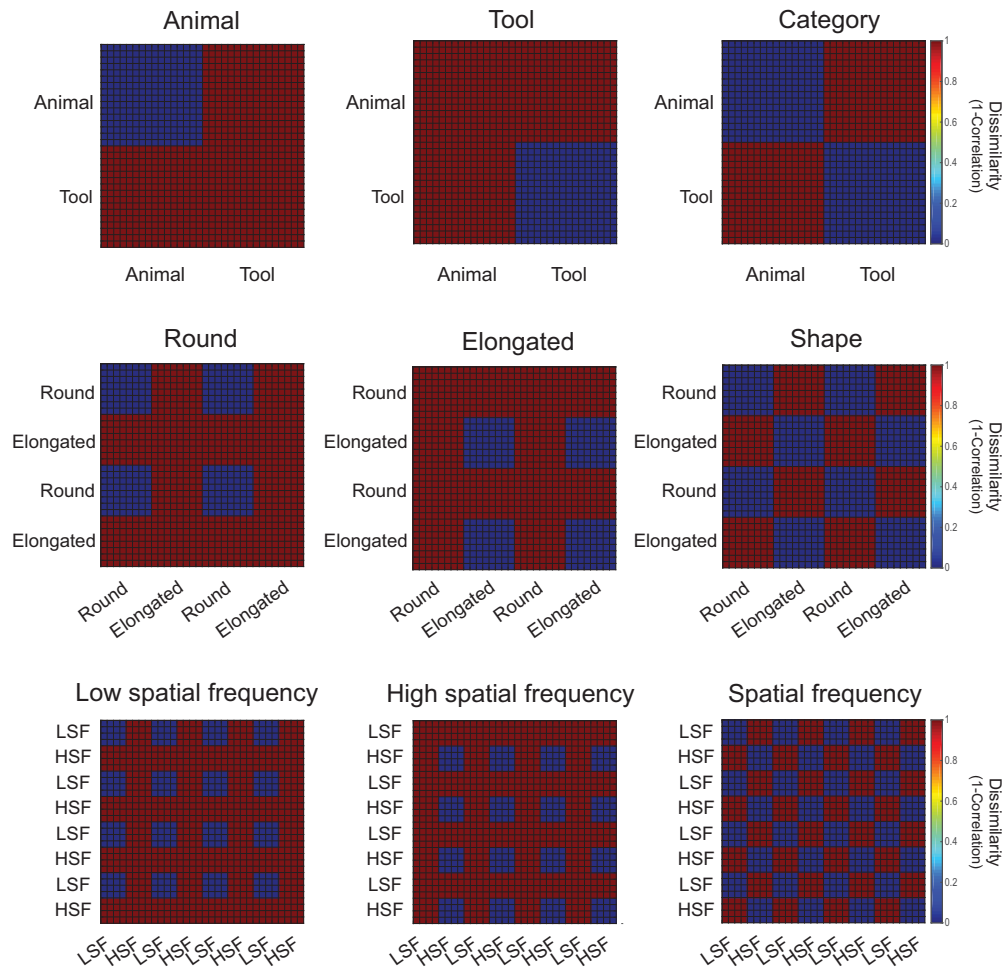 Animal
Tool
Category
Animal
Tool
Animal
Tool
Animal
Tool
Animal
Tool
Animal
Tool
Animal
Tool
1
0.8
0.6
0.4
0.2
0
Dissimilarity
(1-Correlation)
Round
Elongated
Shape
Round
Elongated
Round
Elongated
Round
Elongated
Round
Elongated
Round
Elongated
Round
Elongated
Round
Elongated
Round
Elongated
Round
Elongated
Round
Elongated
Round
Elongated
Round
Elongated
1
0.8
0.6
0.4
0.2
0
Dissimilarity
(1-Correlation)
Low spatial frequency
High spatial frequency
Spatial frequency
LSF
HSF
LSF
HSF
LSF
HSF
LSF
HSF
LSF HSF LSF HSF LSF HSF LSF HSF
LSF
HSF
LSF
HSF
LSF
HSF
LSF
HSF
LSF HSF LSF HSF LSF HSF LSF HSF
LSF
HSF
LSF
HSF
LSF
HSF
LSF
HSF
LSF HSF LSF HSF LSF HSF LSF HSF
1
0.8
0.6
0.4
0.2
0
Dissimilarity
(1-Correlation)